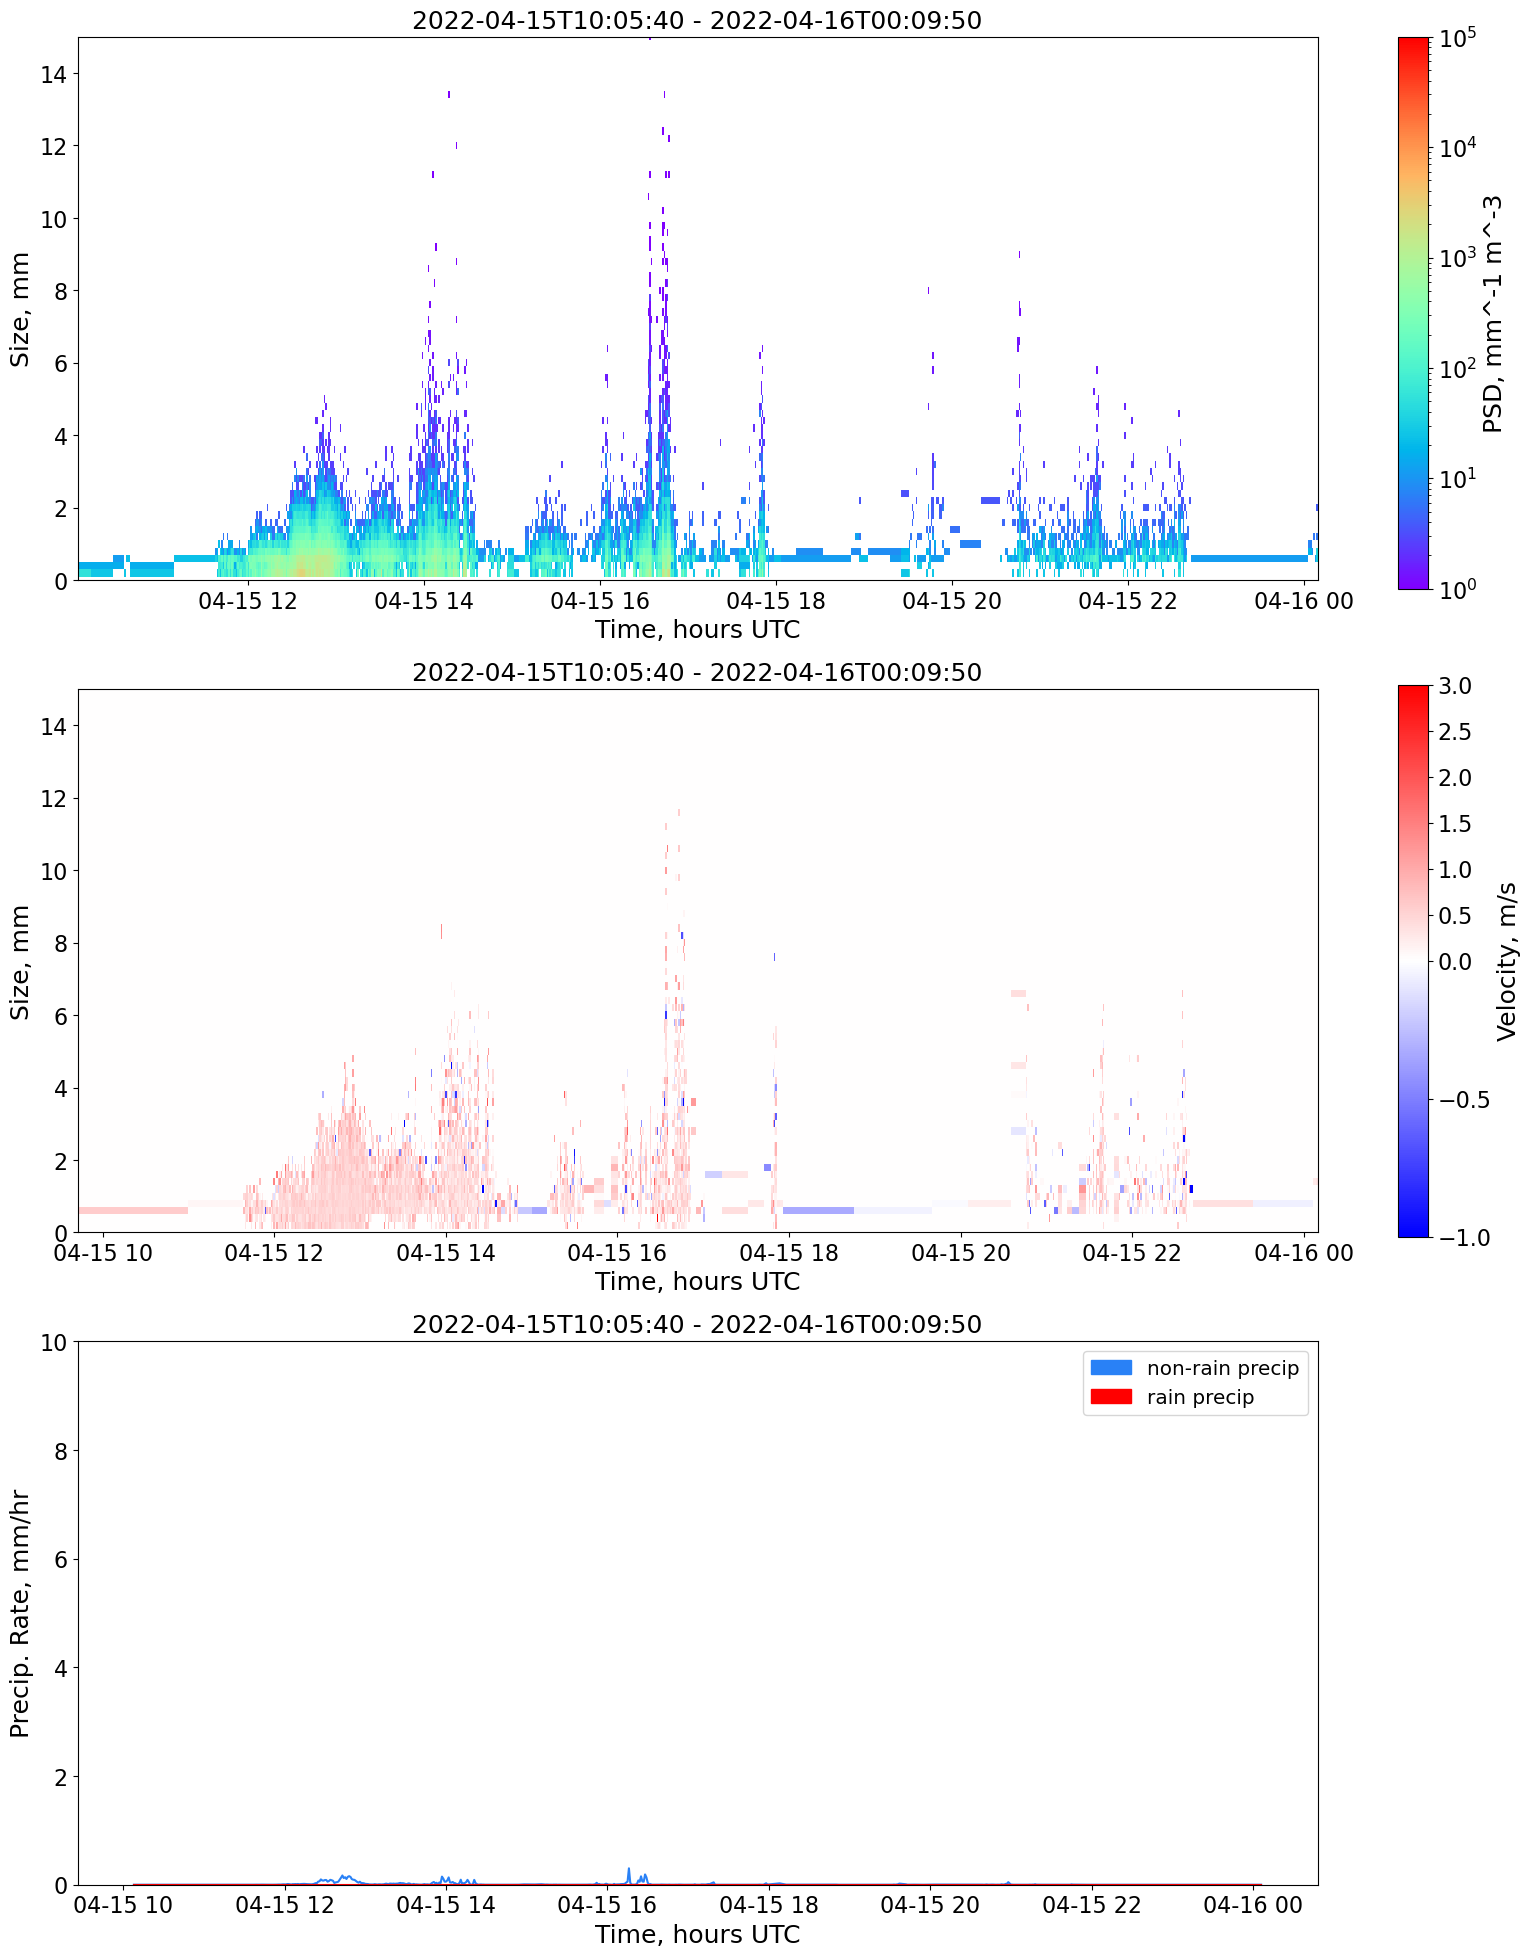 2022-04-15T10:05:40 - 2022-04-16T00:09:50
Size, mm
14
12
10
8
6
4
2
0
04-15 12 04-15 14 04-15 16 04-15 18 04-15 20 04-15 22 04-16 00
Time, hours UTC
10^5
10^4
10^3
10^2
10^1
10^0
PSD, mm^-1 m^-3
2022-04-15T10:05:40 - 2022-04-16T00:09:50
Size, mm
14
12
10
8
6
4
2
0
04-15 10 04-15 12 04-15 14 04-15 16 04-15 18 04-15 20 04-15 22 04-16 00
Time, hours UTC
3.0
2.5
2.0
1.5
1.0
0.5
0.0
−0.5
−1.0
Velocity, m/s
2022-04-15T10:05:40 - 2022-04-16T00:09:50
Precip. Rate, mm/hr
10
8
6
4
2
0
non-rain precip
rain precip
04-15 10 04-15 12 04-15 14 04-15 16 04-15 18 04-15 20 04-15 22 04-16 00
Time, hours UTC